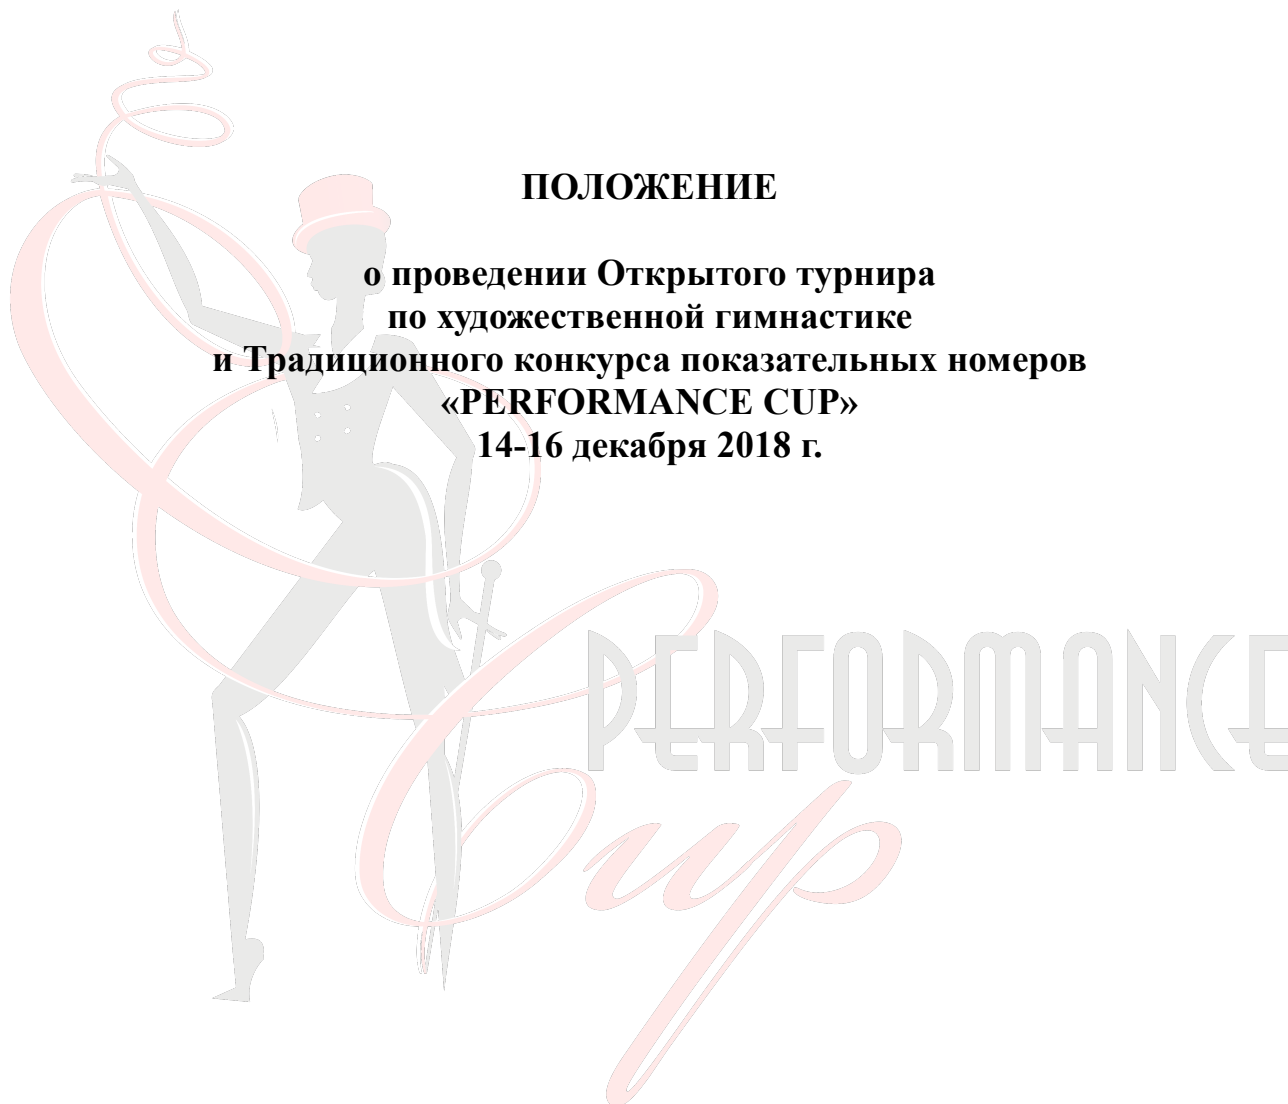 ПОЛОЖЕНИЕ
о проведении Открытого турнира
по художественной гимнастике
и Традиционного конкурса показательных номеров
«PERFORMANCE CUP»
14-16 декабря 2018 г.
PERFORMANCE
Cup